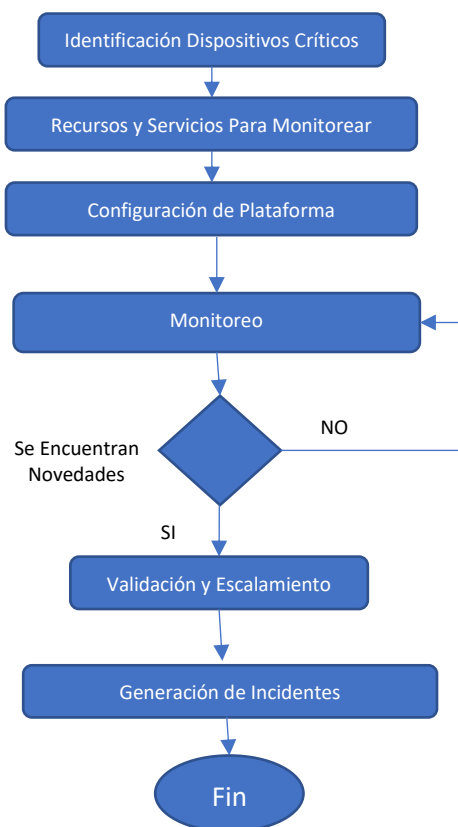 Identificación Dispositivos Críticos
Recursos y Servicios Para Monitorear
Configuración de Plataforma
Monitoreo
Se Encuentran
Novedades
NO
SI
Validación y Escalamiento
Generación de Incidentes
Fin